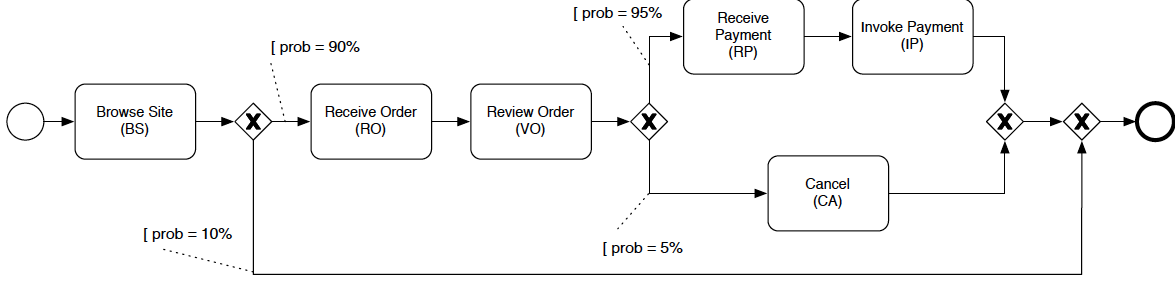 [ prob = 95%
Receive
Payment
(RP)
Invoke Payment
(IP)
[ prob = 90%
Browse Site
(BS)
X
Receive Order
(RO)
Review Order
(VO)
X
X
X
Cancel
(CA)
[ prob = 10%
[ prob = 5%